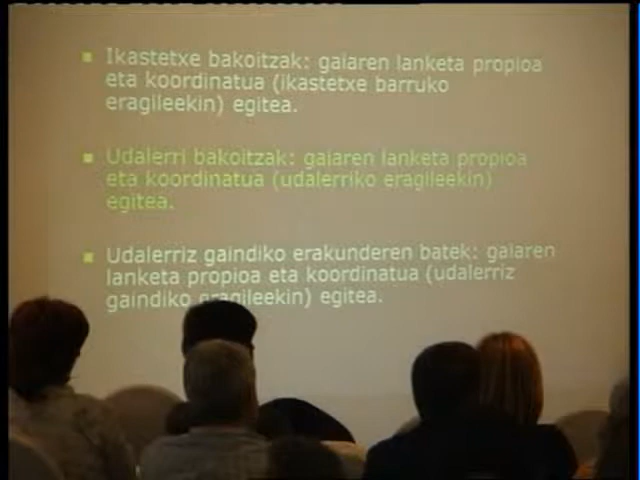 Ikastetxe bakoitzak: gaiaren lanketa propioa
eta koordinatua (ikastetxe barruko
eragileekin) egitea.
Udalerri bakoitzak: gaiaren lanketa propioa
eta koordinatua (udalerriko eragileekin)
egitea.
Udalerriz gaindiko erakunderen batek: gaiaren
lanketa propioa eta koordinatua (udalerriz
gaindiko eragileekin) egitea.